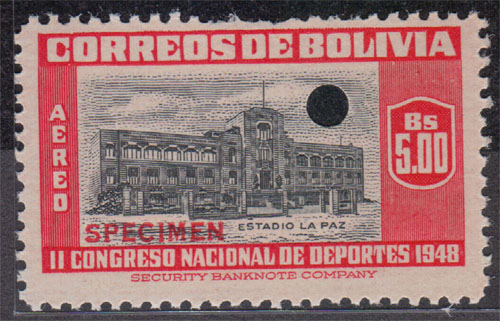 CORREOS DE BOLIVIA
AEREO
Bs
5.00
SPECIMEN
ESTADIO LA PAZ
II CONGRESO NACIONAL DE DEPORTES 1948
SECURITY BANKNOTE COMPANY